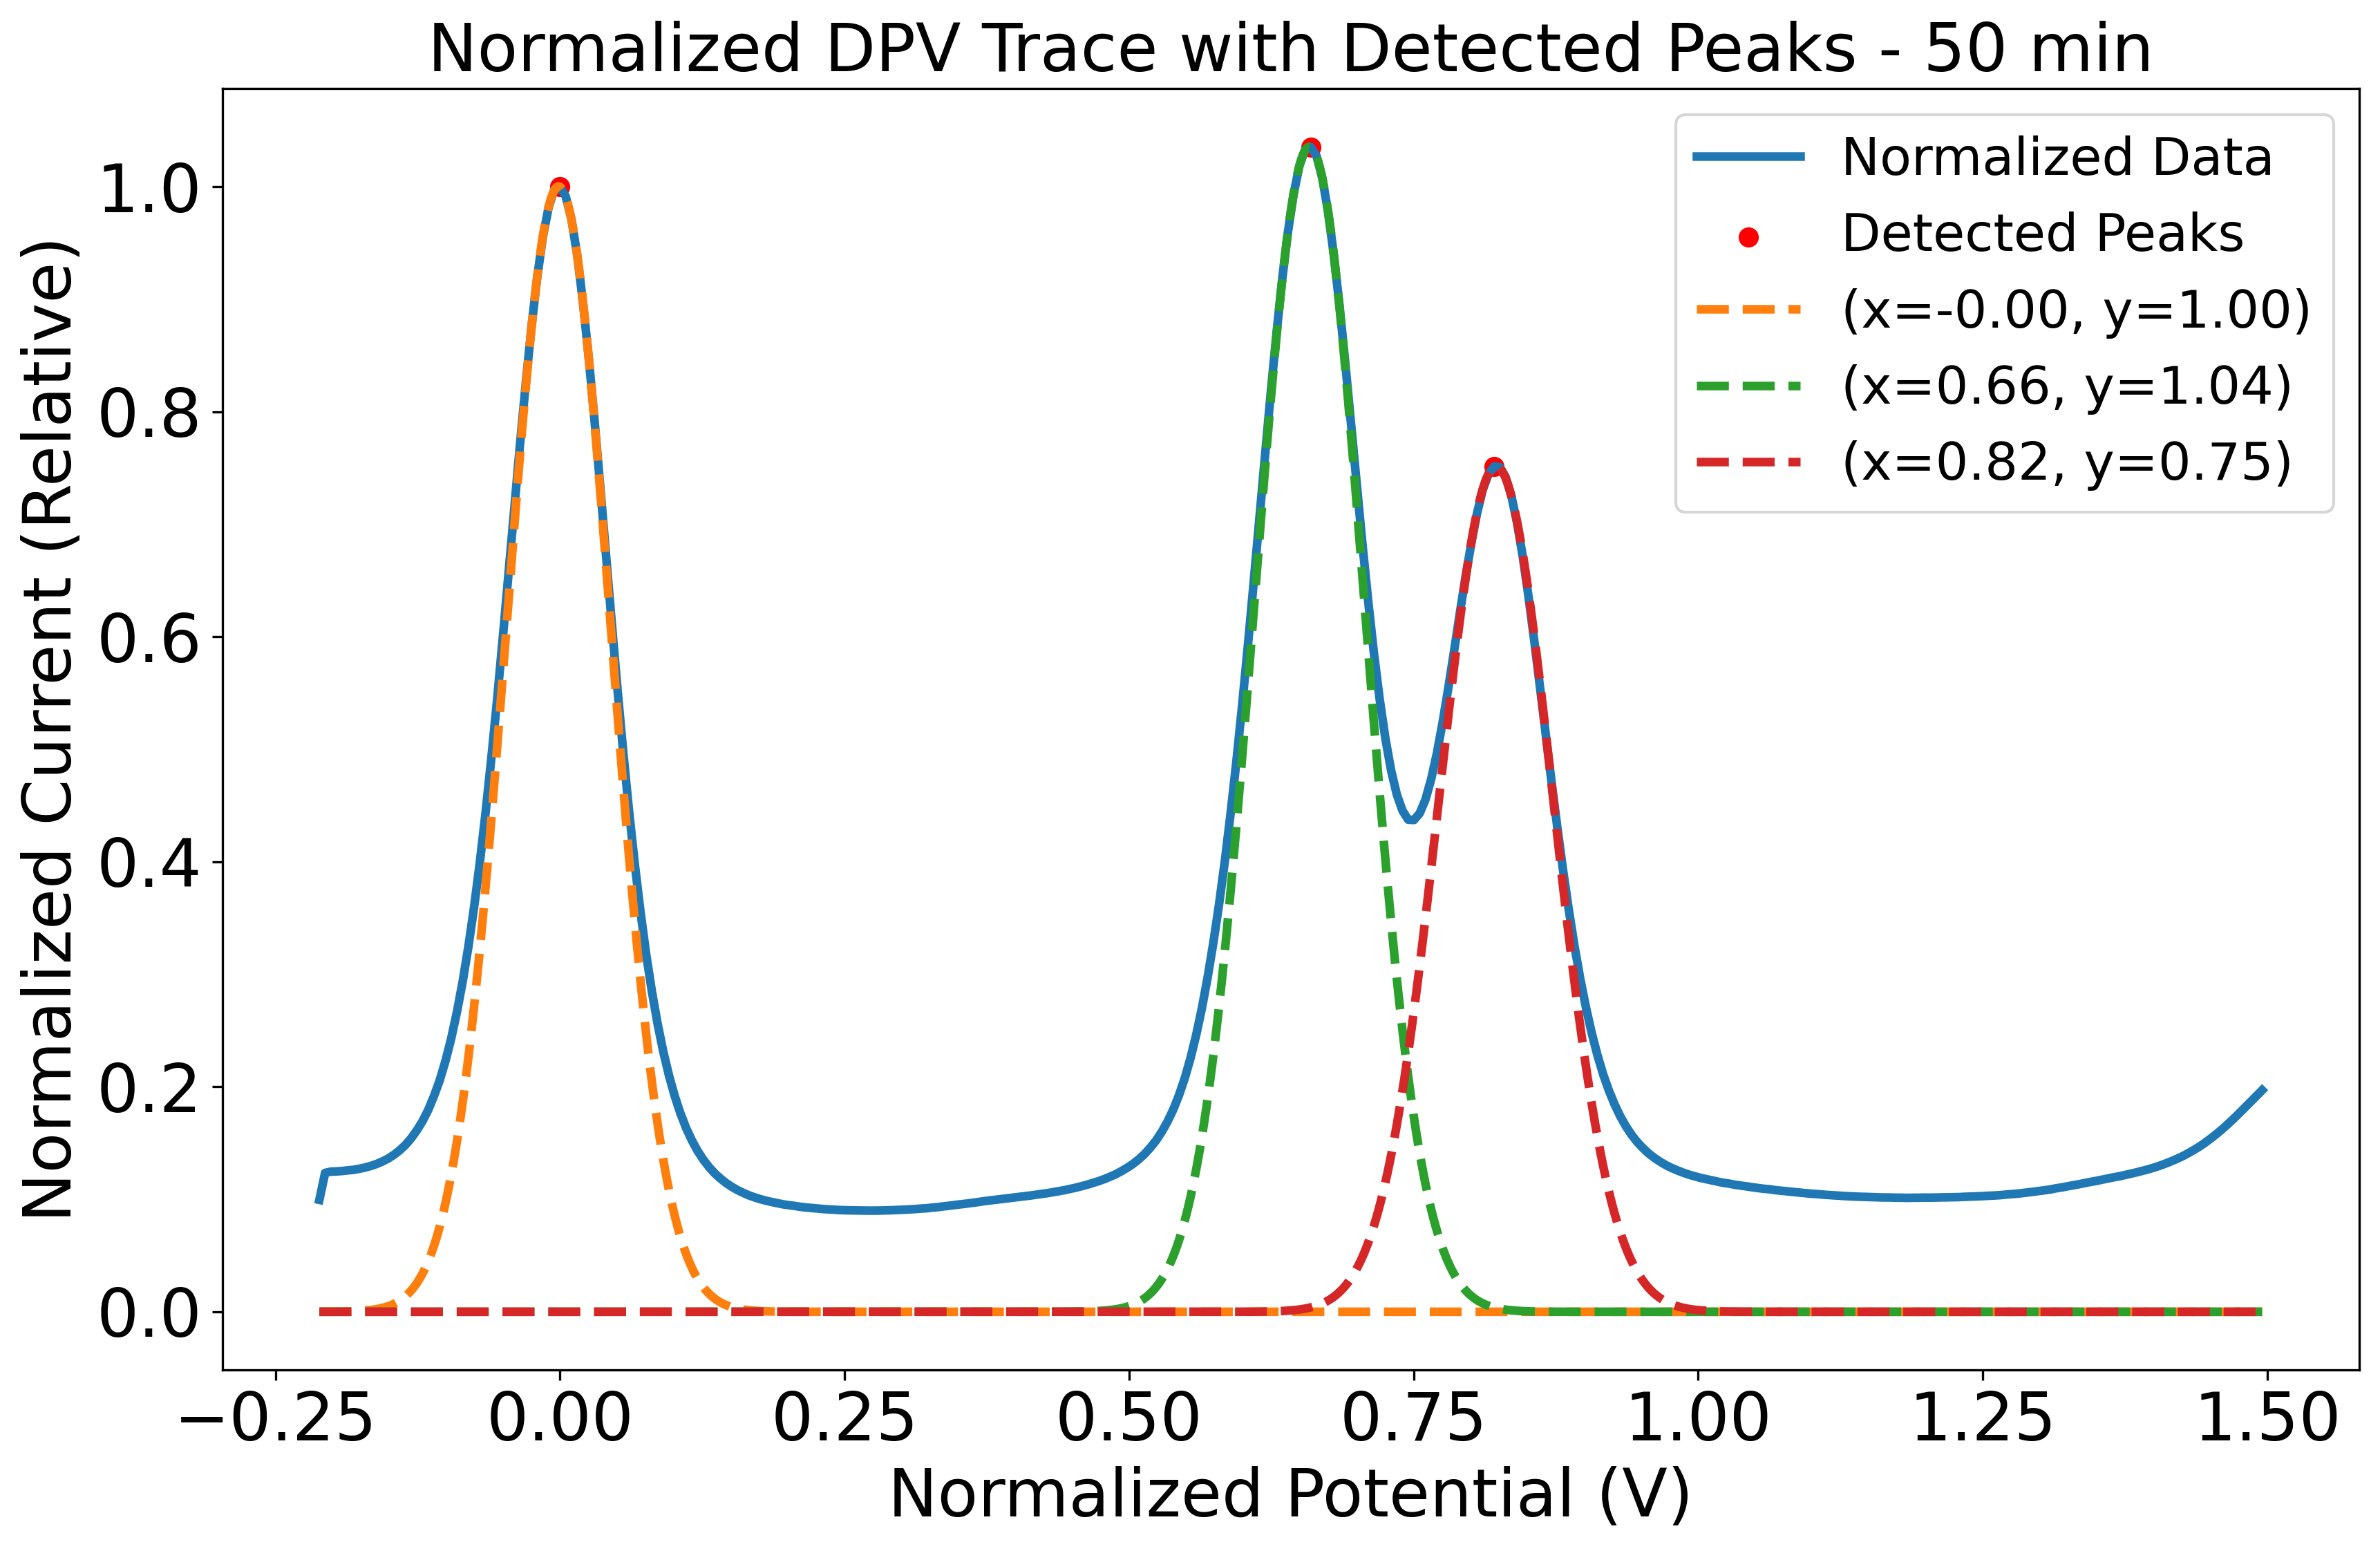 Normalized DPV Trace with Detected Peaks - 50 min
Normalized Current (Relative)
1.0
0.8
0.6
0.4
0.2
0.0
Normalized Data
Detected Peaks
(x=-0.00, y=1.00)
(x=0.66, y=1.04)
(x=0.82, y=0.75)
−0.25 0.00 0.25 0.50 0.75 1.00 1.25 1.50
Normalized Potential (V)